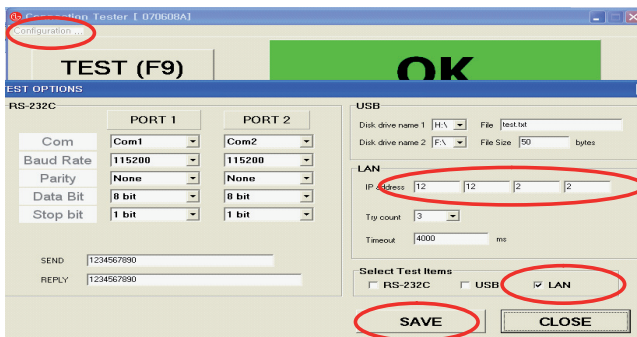 Connection Tester [ 070608A]
Configuration ...
TEST (F9)
OK
EST OPTIONS
RS-232C
PORT 1 PORT 2
Com Com1 Com2
Baud Rate 115200 115200
Parity None None
Data Bit 8 bit 8 bit
Stop bit 1 bit 1 bit
SEND 1234567890
REPLY 1234567890
USB
Disk drive name 1 H:\ File test.txt
Disk drive name 2 F:\ File Size 50 bytes
LAN
IP Address 12 12 2 2
Try count 3
Timeout 4000 ms
Select Test Items
RS-232C USB LAN
SAVE CLOSE